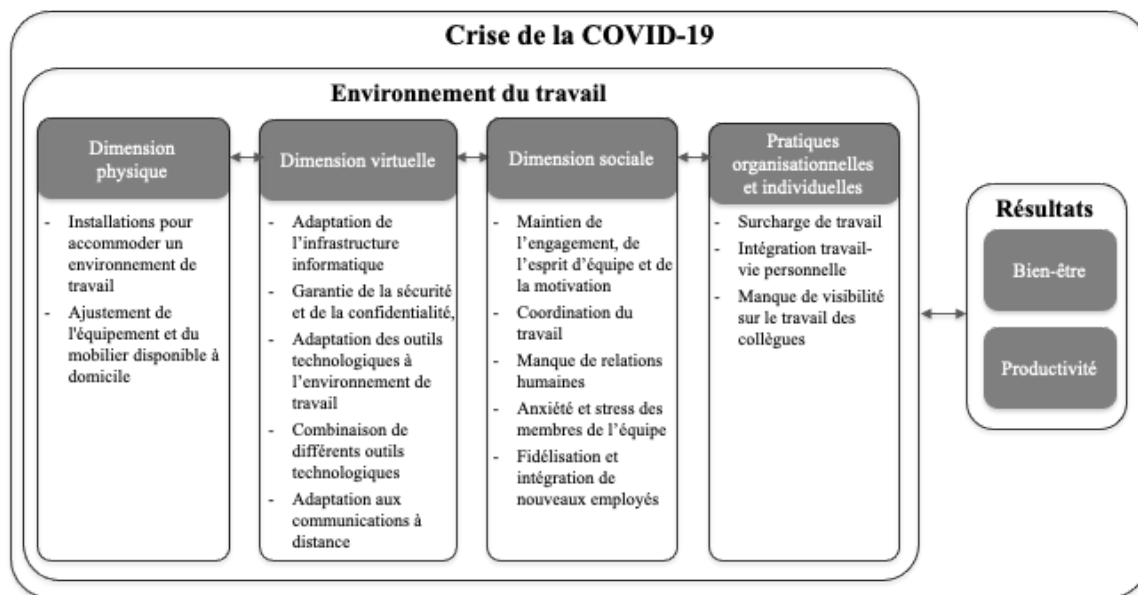 Crise de la COVID-19
Environnement du travail
Dimension
physique
- Installations pour
accommoder un
environnement de
travail
- Ajustement de
l'équipement et du
mobilier disponible à
domicile
Dimension virtuelle
- Adaptation de
l’infrastructure
informatique
- Garantie de la sécurité
et de la confidentialité,
- Adaptation des outils
technologiques à
l’environnement de
travail
- Combinaison de
différents outils
technologiques
- Adaptation aux
communications à
distance
Dimension sociale
- Maintien de
l’engagement, de
l’esprit d’équipe et de
la motivation
- Coordination du
travail
- Manque de relations
humaines
- Anxiété et stress des
membres de l’équipe
- Fidélisation et
intégration de
nouveaux employés
Pratiques
organisationnelles
et individuelles
- Surcharge de travail
- Intégration travail-
vie personnelle
- Manque de visibilité
sur le travail des
collègues
Résultats
Bien-être
Productivité